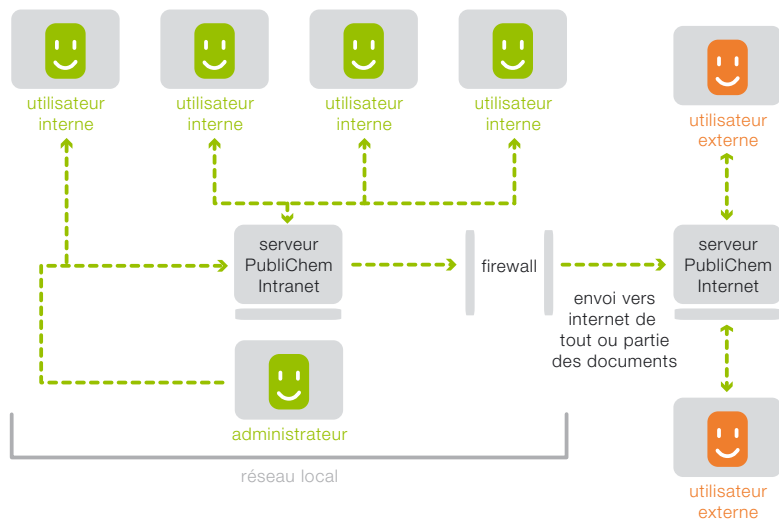 utilisateur
interne
utilisateur
interne
utilisateur
interne
utilisateur
interne
utilisateur
externe
serveur
PubliChem
Intranet
firewall
serveur
PubliChem
Internet
envoi vers
internet de
tout ou partie
des documents
administrateur
réseau local
utilisateur
externe